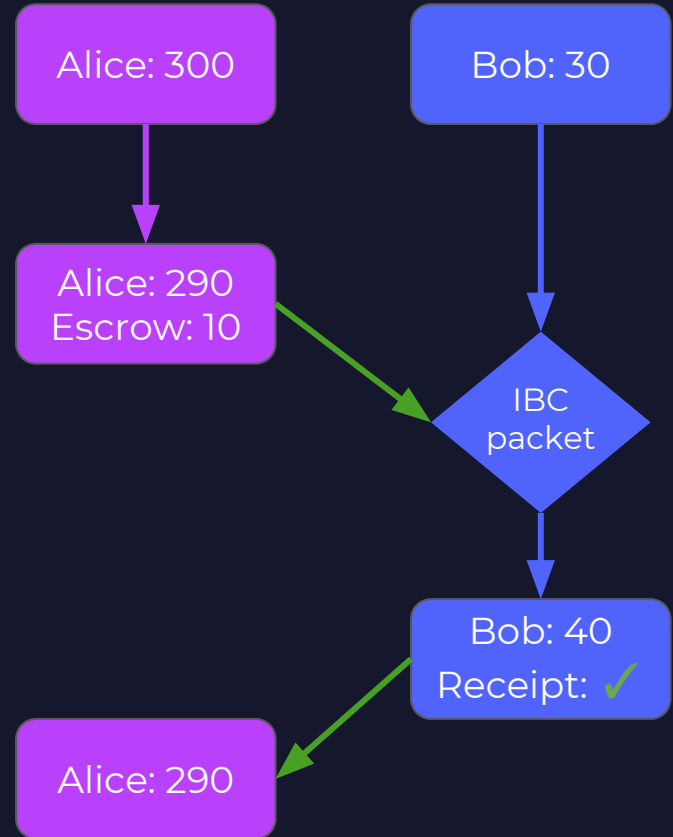 Alice: 300
Bob: 30
Alice: 290
Escrow: 10
IBC
packet
Bob: 40
Receipt: ✓
Alice: 290